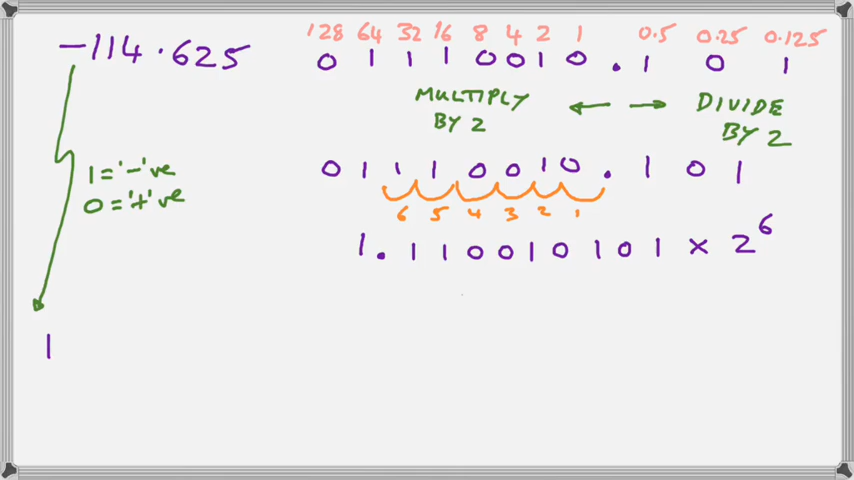 128 64 32 16 8 4 2 1 0.5 0.25 0.125
-114.625 0 1 1 1 0 0 1 0 . 1 0 1
MULTIPLY ← → DIVIDE
BY 2 BY 2
1 = '-' ve 0 1 1 1 0 0 1 0 . 1 0 1
0 = '+' ve
6 5 4 3 2 1
1 . 1 1 0 0 1 0 1 0 1 × 2⁶
1